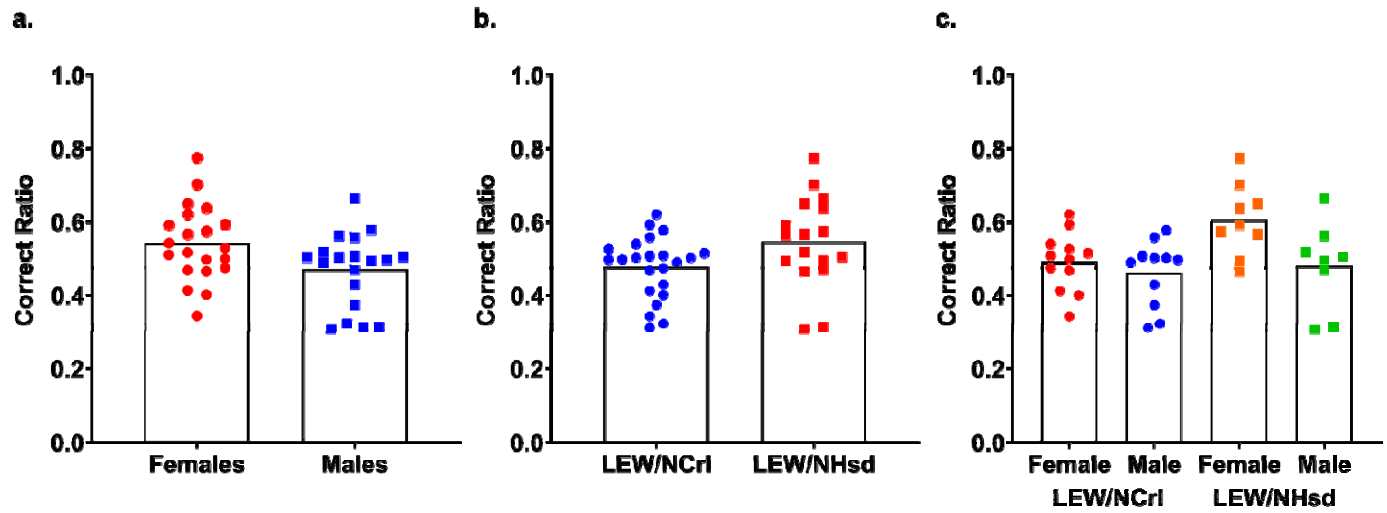 a.
Correct Ratio
1.0
0.8
0.6
0.4
0.2
0.0
Females Males
b.
Correct Ratio
1.0
0.8
0.6
0.4
0.2
0.0
LEW/NCrl LEW/NHsd
c.
Correct Ratio
1.0
0.8
0.6
0.4
0.2
0.0
Female Male Female Male
LEW/NCrl LEW/NHsd